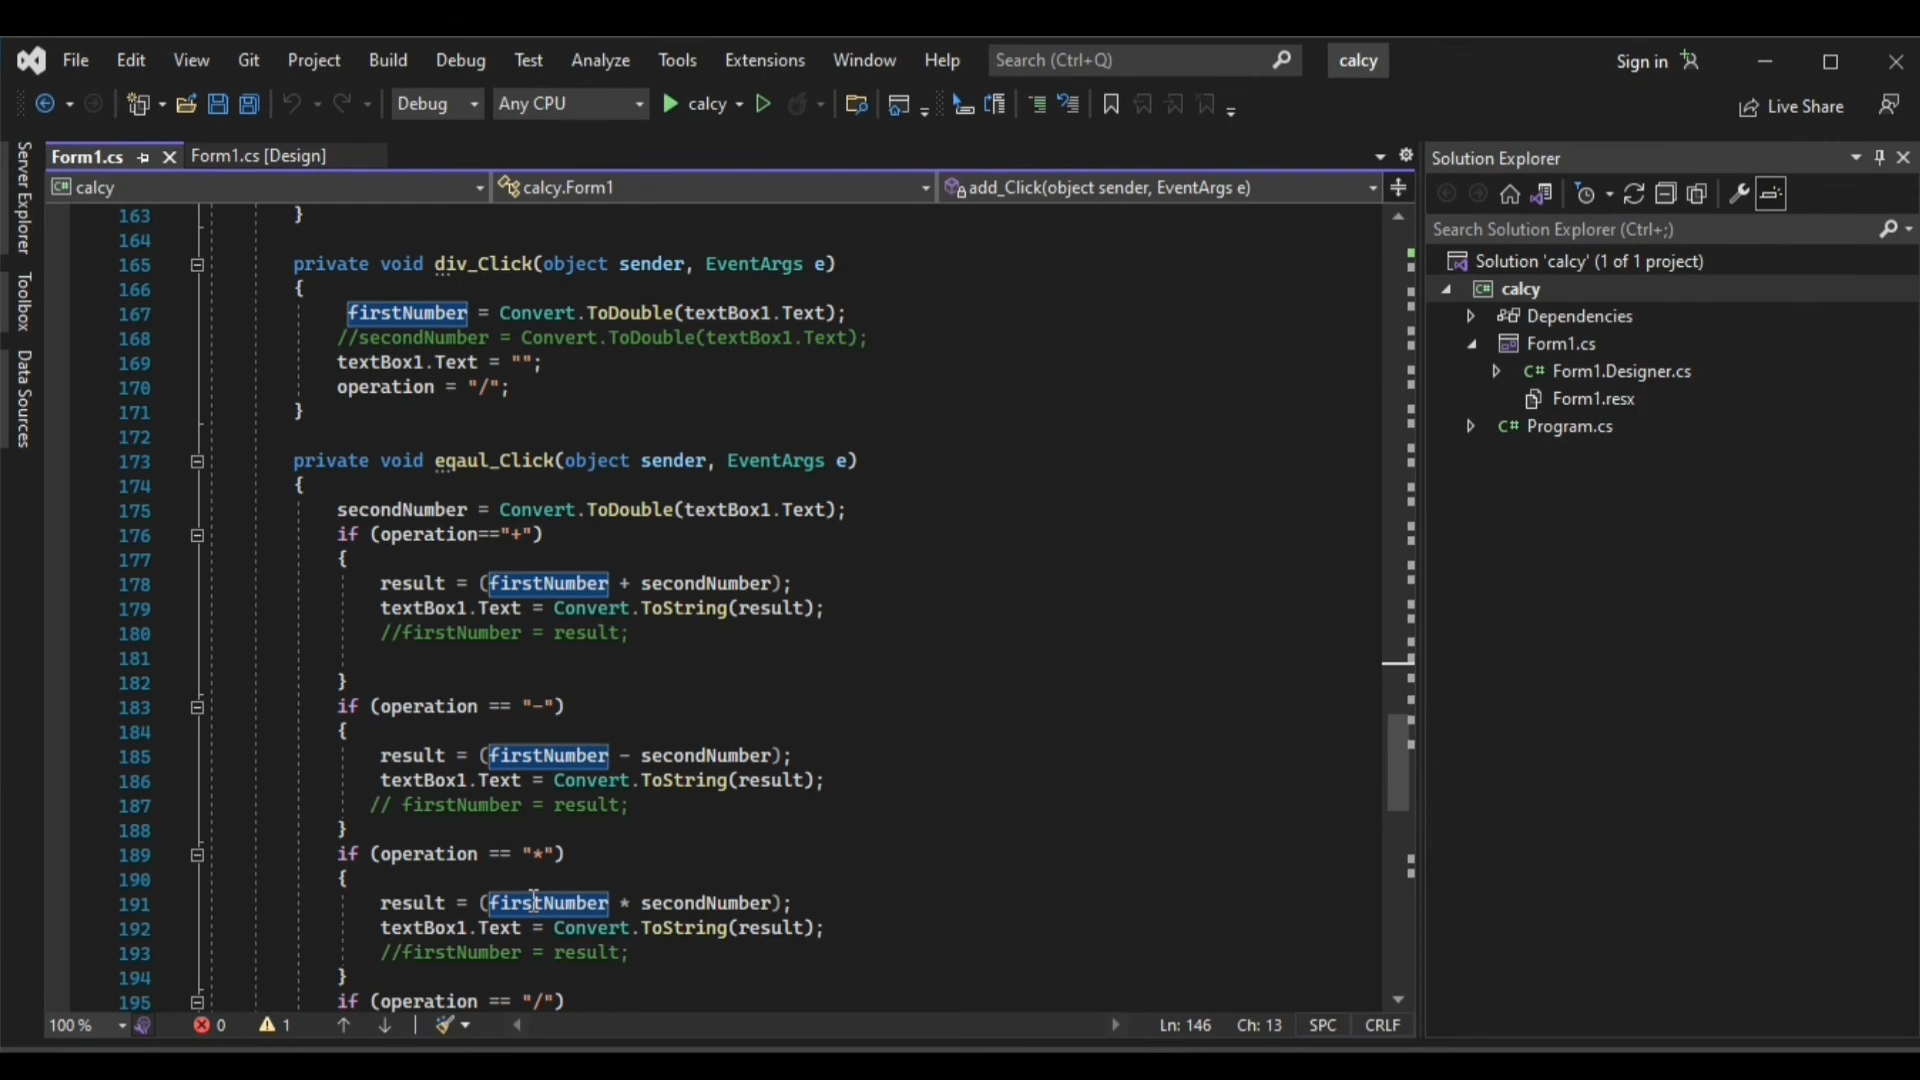 File Edit View Git Project Build Debug Test Analyze Tools Extensions Window Help Search (Ctrl+Q) calcy Sign in
Debug Any CPU calcy Live Share
Server Explorer
Toolbox
Data Sources
Form1.cs Form1.cs [Design]
C# calcy calcy.Form1 add_Click(object sender, EventArgs e)
163 }
164
165 private void div_Click(object sender, EventArgs e)
166 {
167 firstNumber = Convert.ToDouble(textBox1.Text);
168 //secondNumber = Convert.ToDouble(textBox1.Text);
169 textBox1.Text = "";
170 operation = "/";
171 }
172
173 private void eqaul_Click(object sender, EventArgs e)
174 {
175 secondNumber = Convert.ToDouble(textBox1.Text);
176 if (operation=="+")
177 {
178 result = (firstNumber + secondNumber);
179 textBox1.Text = Convert.ToString(result);
180 //firstNumber = result;
181
182 }
183 if (operation == "-")
184 {
185 result = (firstNumber - secondNumber);
186 textBox1.Text = Convert.ToString(result);
187 // firstNumber = result;
188 }
189 if (operation == "*")
190 {
191 result = (firstNumber * secondNumber);
192 textBox1.Text = Convert.ToString(result);
193 //firstNumber = result;
194 }
195 if (operation == "/")
100 % 0 1 Ln: 146 Ch: 13 SPC CRLF
Solution Explorer
Search Solution Explorer (Ctrl+;)
Solution 'calcy' (1 of 1 project)
C# calcy
Dependencies
Form1.cs
C# Form1.Designer.cs
Form1.resx
C# Program.cs